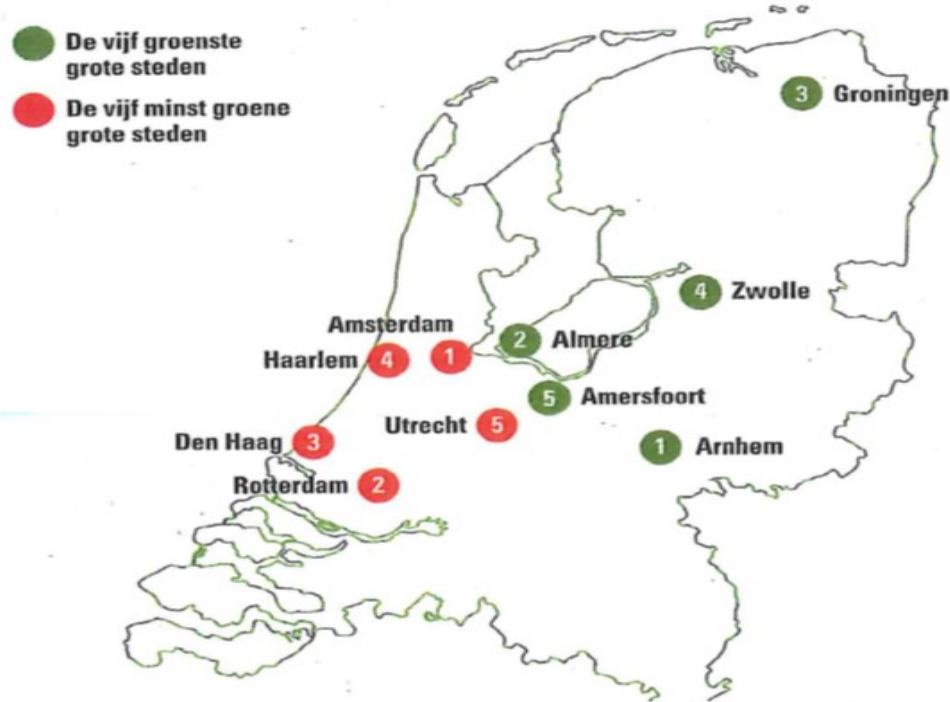 De vijf groenste
grote steden
De vijf minst groene
grote steden
3 Groningen
4 Zwolle
Amsterdam
2 Almere
Haarlem 4 1
5 Amersfoort
Utrecht 5
Den Haag 3
1 Arnhem
Rotterdam 2